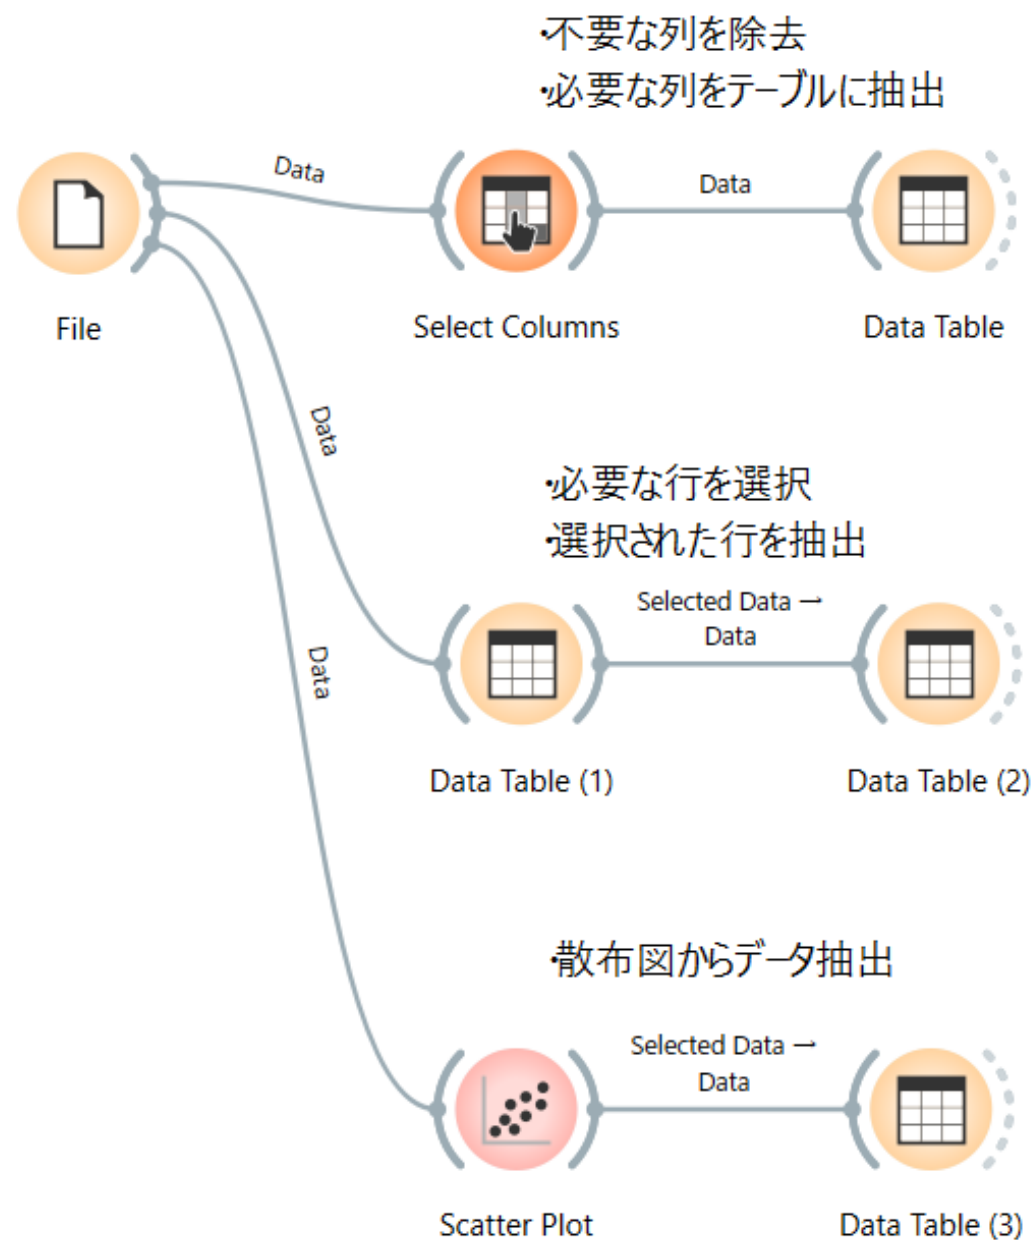 ・不要な列を除去
・必要な列をテーブルに抽出
Data
Data
File
Select Columns
Data Table
Data
・必要な行を選択
・選択された行を抽出
Selected Data →
Data
Data Table (1)
Data Table (2)
Data
・散布図からデータ抽出
Selected Data →
Data
Scatter Plot
Data Table (3)